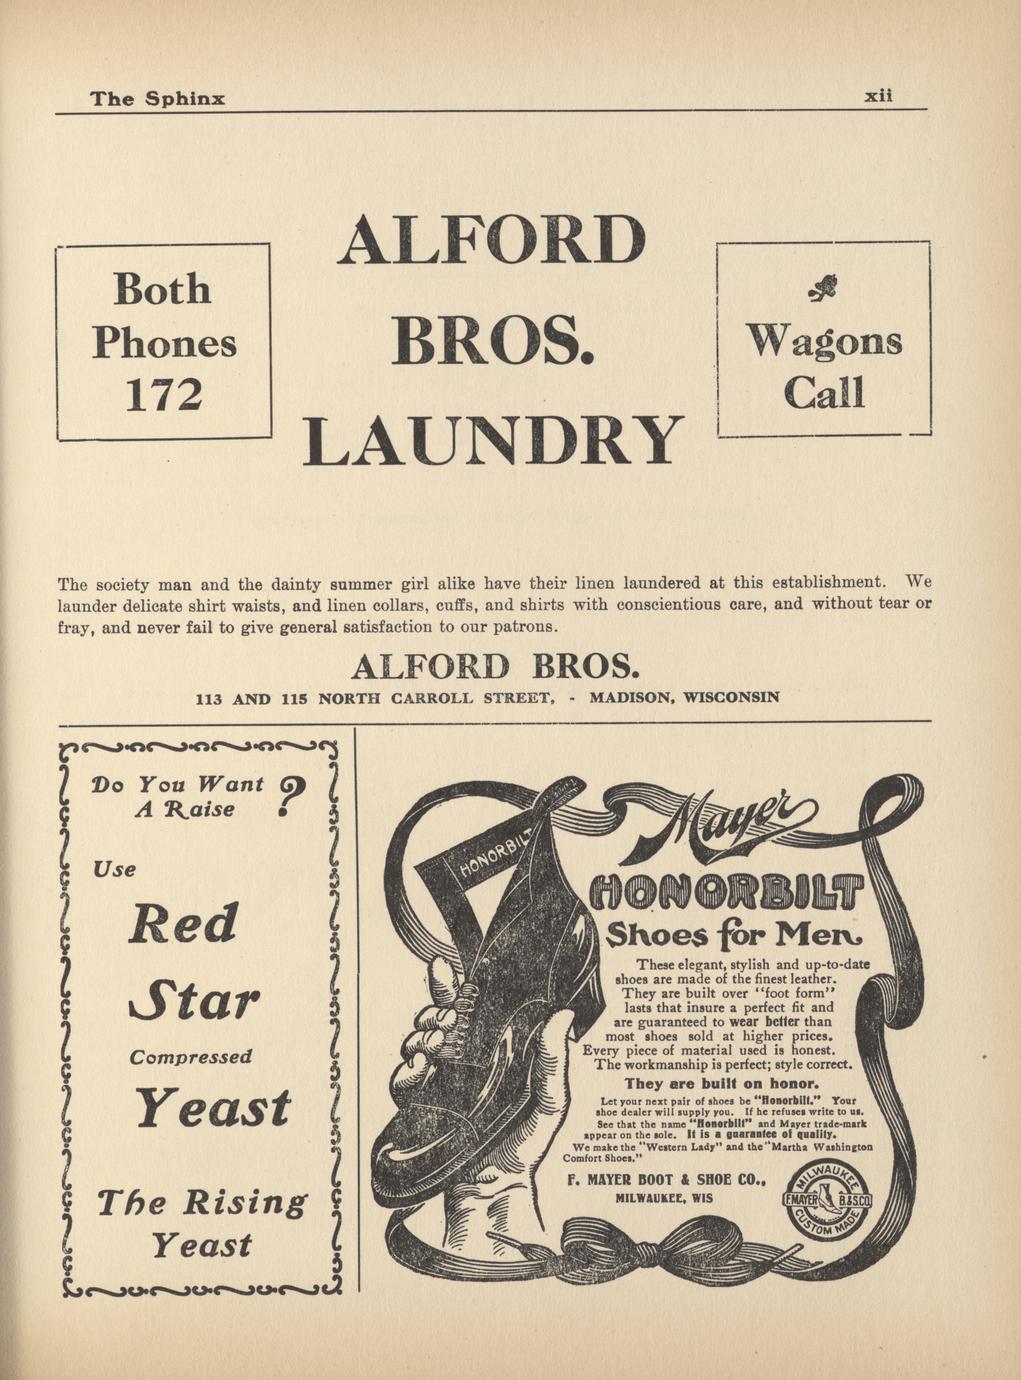 The Sphinx xii
Both
Phones
172
ALFORD
BROS.
LAUNDRY
Wagons
Call
The society man and the dainty summer girl alike have their linen laundered at this establishment. We
launder delicate shirt waists, and linen collars, cuffs, and shirts with conscientious care, and without tear or
fray, and never fail to give general satisfaction to our patrons.
ALFORD BROS.
113 AND 115 NORTH CARROLL STREET, - MADISON, WISCONSIN
Do You Want
A Raise ?
Use
Red
Star
Compressed
Yeast
The Rising
Yeast
HONORBILT
Mayer
HONORBILT
Shoes for Men
These elegant, stylish and up-to-date
shoes are made of the finest leather.
They are built over "foot form"
lasts that insure a perfect fit and
are guaranteed to wear better than
most shoes sold at higher prices.
Every piece of material used is honest.
The workmanship is perfect; style correct.
They are built on honor.
Let your next pair of shoes be "Honorbilt." Your
shoe dealer will supply you. If he refuses write to us.
See that the name "Honorbilt" and Mayer trade-mark
appear on the sole. It is a guarantee of quality.
We make the "Western Lady" and the "Martha Washington
Comfort Shoes."
F. MAYER BOOT & SHOE CO.,
MILWAUKEE, WIS
MILWAUKEE
F.MAYER B.&S.CO
CUSTOM MADE